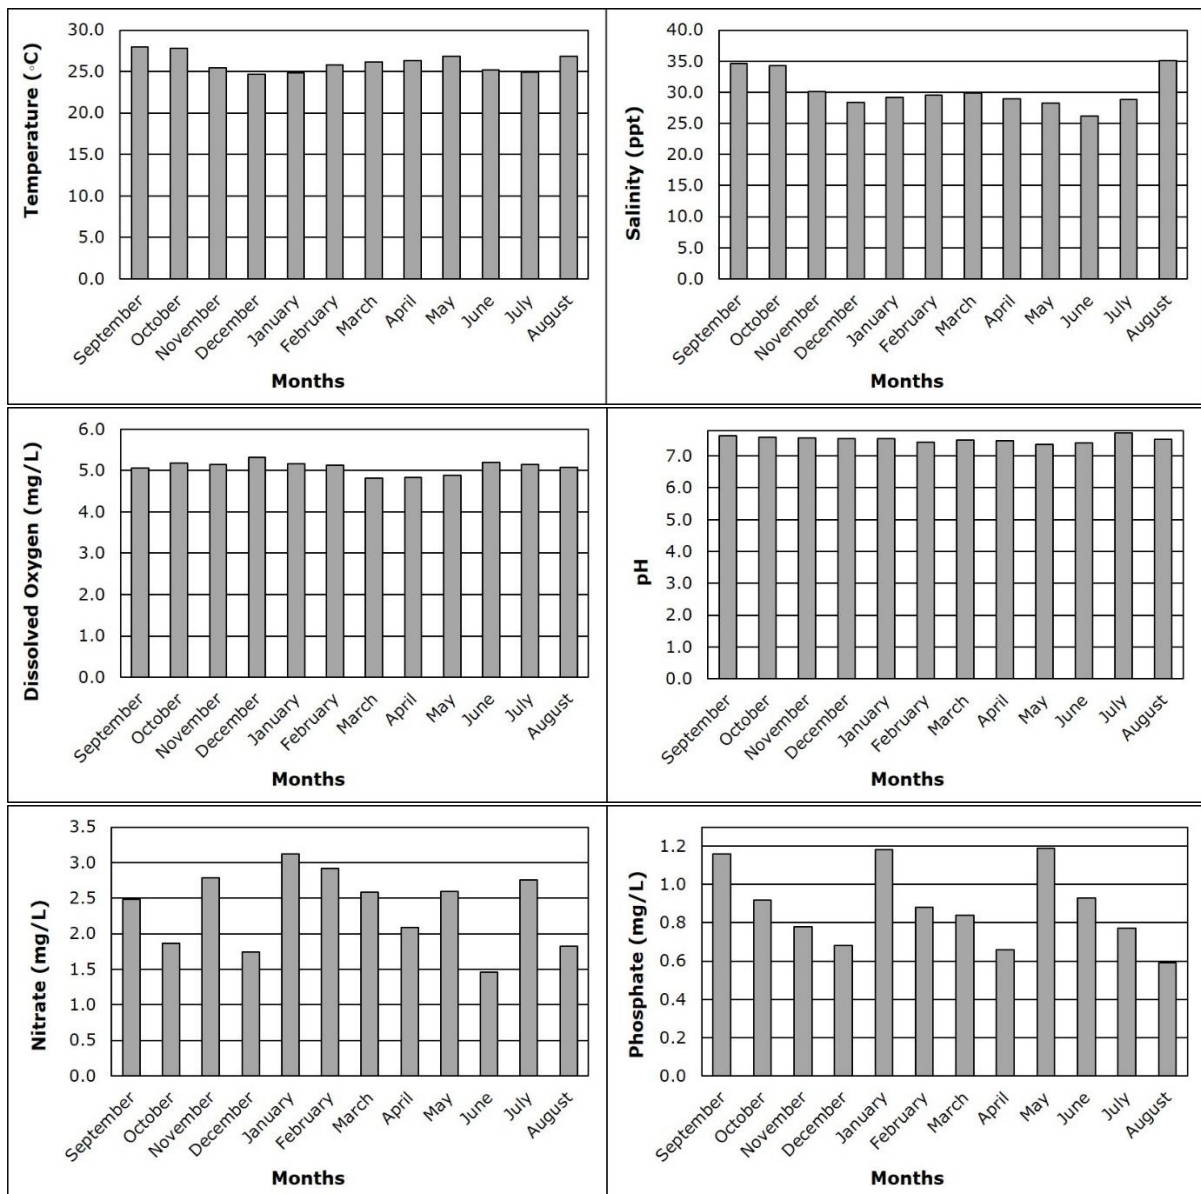 Temperature (◦C)
30.0
25.0
20.0
15.0
10.0
5.0
0.0
September
October
November
December
January
February
March
April
May
June
July
August
Months
Salinity (ppt)
40.0
35.0
30.0
25.0
20.0
15.0
10.0
5.0
0.0
September
October
November
December
January
February
March
April
May
June
July
August
Months
Dissolved Oxygen (mg/L)
6.0
5.0
4.0
3.0
2.0
1.0
0.0
September
October
November
December
January
February
March
April
May
June
July
August
Months
pH
7.0
6.0
5.0
4.0
3.0
2.0
1.0
0.0
September
October
November
December
January
February
March
April
May
June
July
August
Months
Nitrate (mg/L)
3.5
3.0
2.5
2.0
1.5
1.0
0.5
0.0
September
October
November
December
January
February
March
April
May
June
July
August
Months
Phosphate (mg/L)
1.2
1.0
0.8
0.6
0.4
0.2
0.0
September
October
November
December
January
February
March
April
May
June
July
August
Months